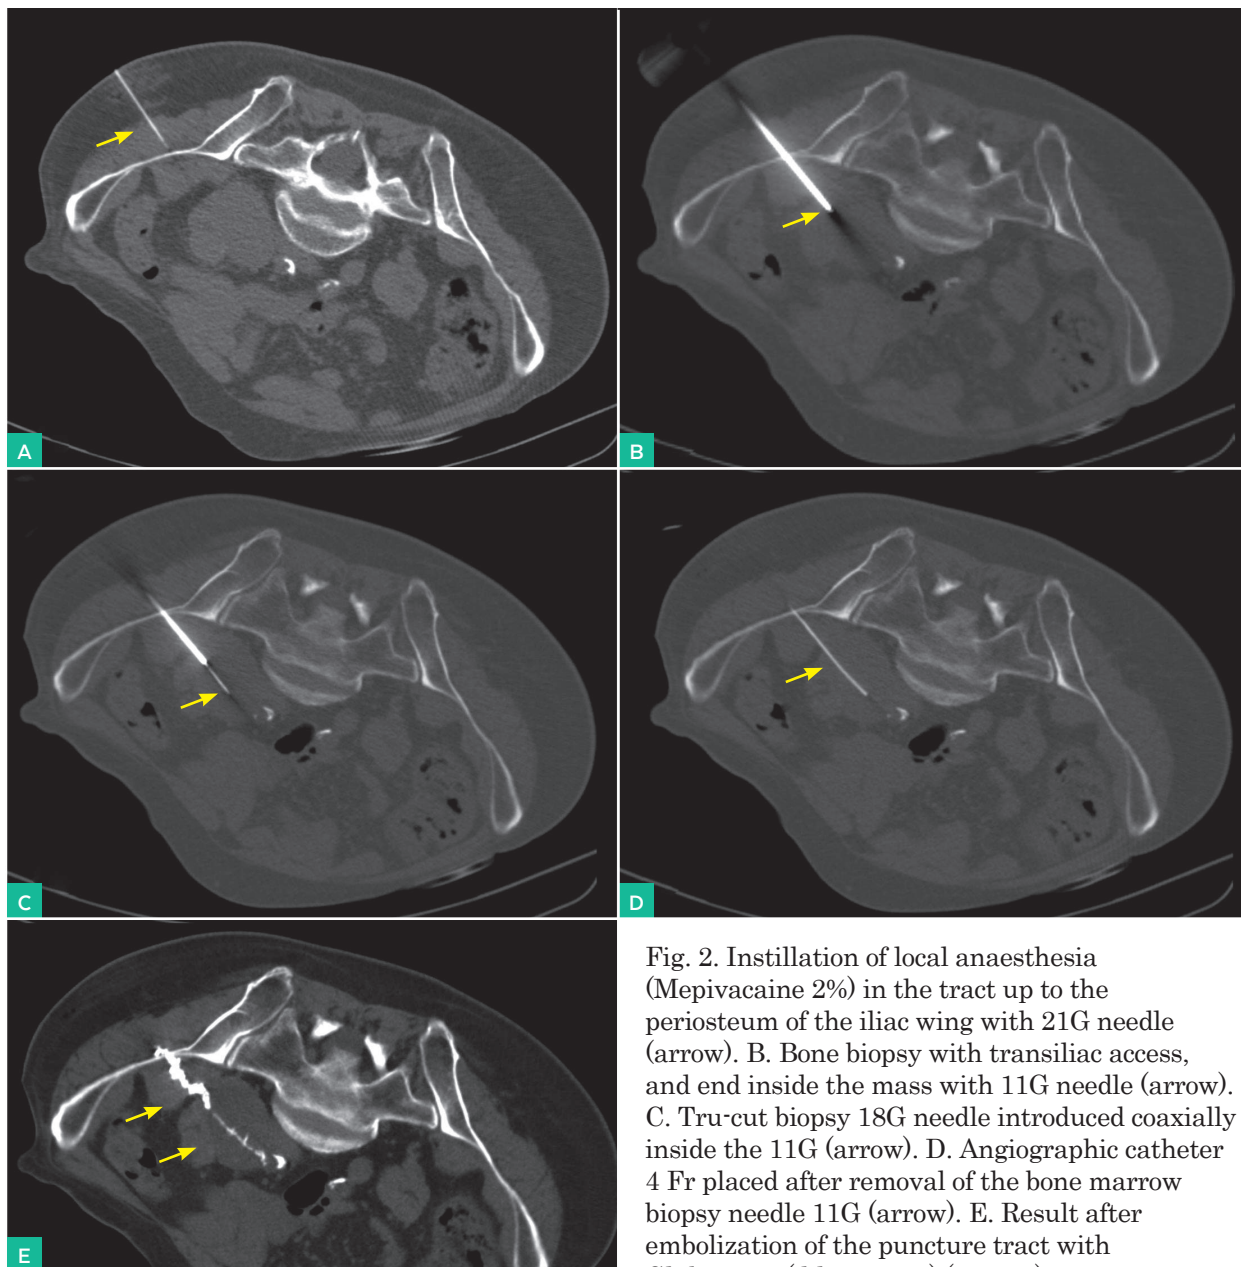 A
B
C
D
E
Fig. 2. Instillation of local anaesthesia
(Mepivacaine 2%) in the tract up to the
periosteum of the iliac wing with 21G needle
(arrow). B. Bone biopsy with transiliac access,
and end inside the mass with 11G needle (arrow).
C. Tru-cut biopsy 18G needle introduced coaxially
inside the 11G (arrow). D. Angiographic catheter
4 Fr placed after removal of the bone marrow
biopsy needle 11G (arrow). E. Result after
embolization of the puncture tract with